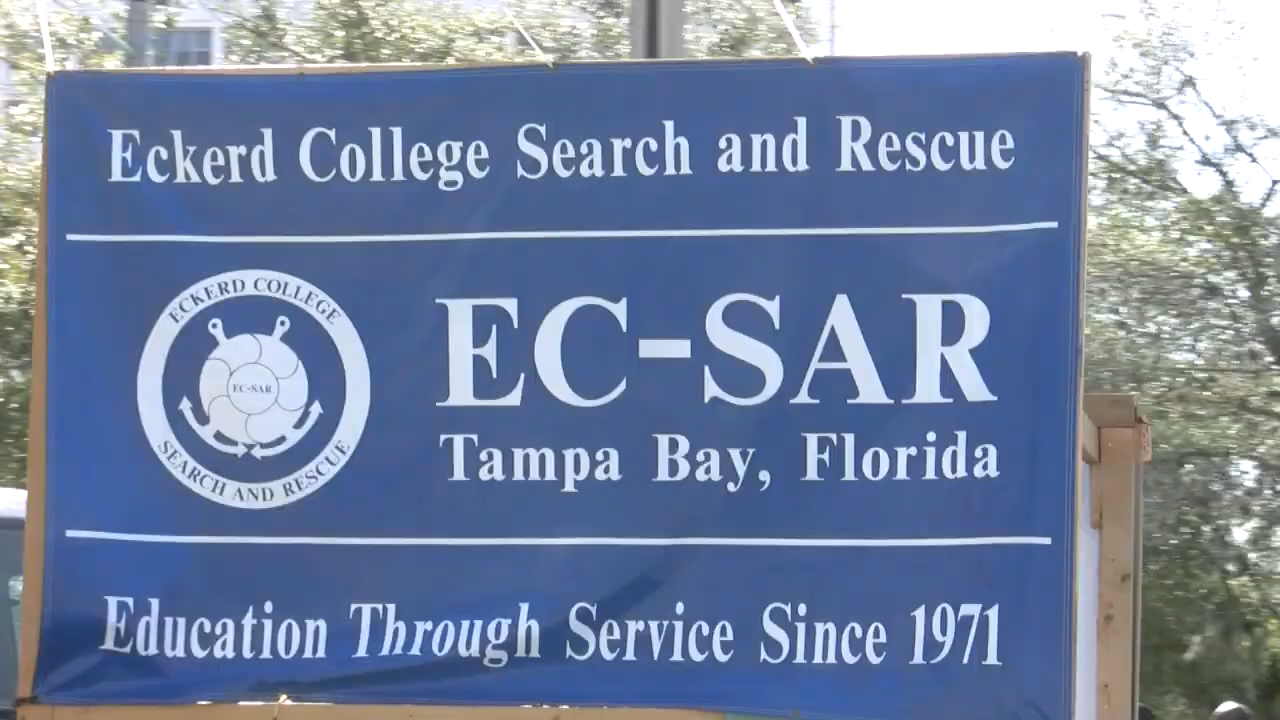 Eckerd College Search and Rescue
ECKERD COLLEGE
EC-SAR
SEARCH AND RESCUE
EC-SAR
Tampa Bay, Florida
Education Through Service Since 1971